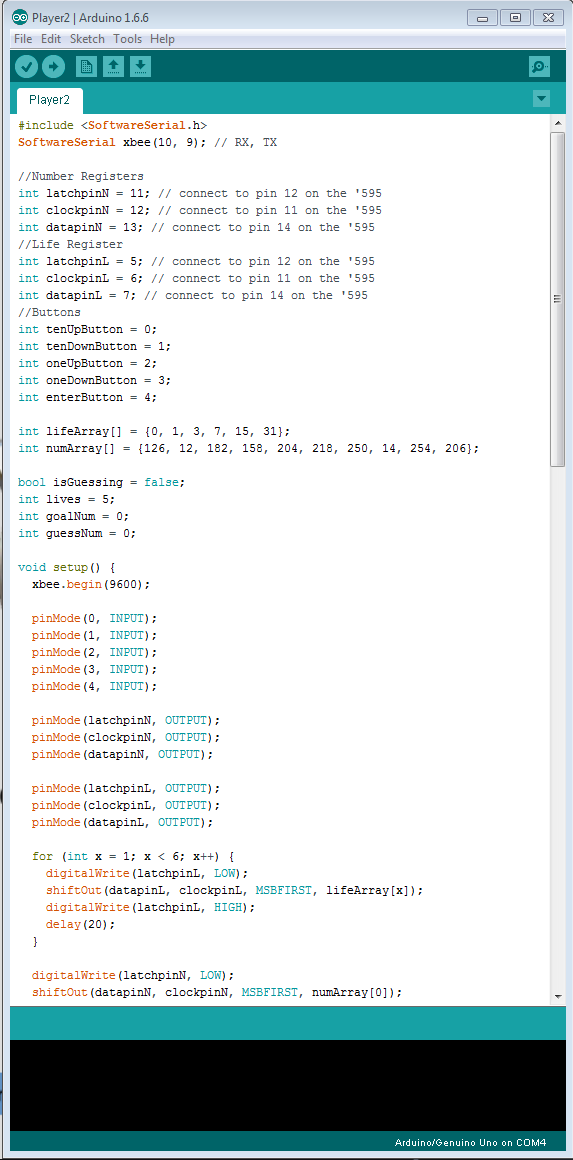 Player2 | Arduino 1.6.6
File Edit Sketch Tools Help
Player2
#include <SoftwareSerial.h>
SoftwareSerial xbee(10, 9); // RX, TX

//Number Registers
int latchpinN = 11; // connect to pin 12 on the '595
int clockpinN = 12; // connect to pin 11 on the '595
int datapinN = 13; // connect to pin 14 on the '595
//Life Register
int latchpinL = 5; // connect to pin 12 on the '595
int clockpinL = 6; // connect to pin 11 on the '595
int datapinL = 7; // connect to pin 14 on the '595
//Buttons
int tenUpButton = 0;
int tenDownButton = 1;
int oneUpButton = 2;
int oneDownButton = 3;
int enterButton = 4;

int lifeArray[] = {0, 1, 3, 7, 15, 31};
int numArray[] = {126, 12, 182, 158, 204, 218, 250, 14, 254, 206};

bool isGuessing = false;
int lives = 5;
int goalNum = 0;
int guessNum = 0;

void setup() {
  xbee.begin(9600);

  pinMode(0, INPUT);
  pinMode(1, INPUT);
  pinMode(2, INPUT);
  pinMode(3, INPUT);
  pinMode(4, INPUT);

  pinMode(latchpinN, OUTPUT);
  pinMode(clockpinN, OUTPUT);
  pinMode(datapinN, OUTPUT);

  pinMode(latchpinL, OUTPUT);
  pinMode(clockpinL, OUTPUT);
  pinMode(datapinL, OUTPUT);

  for (int x = 1; x < 6; x++) {
    digitalWrite(latchpinL, LOW);
    shiftOut(datapinL, clockpinL, MSBFIRST, lifeArray[x]);
    digitalWrite(latchpinL, HIGH);
    delay(20);
  }

  digitalWrite(latchpinN, LOW);
  shiftOut(datapinN, clockpinN, MSBFIRST, numArray[0]);
Arduino/Genuino Uno on COM4